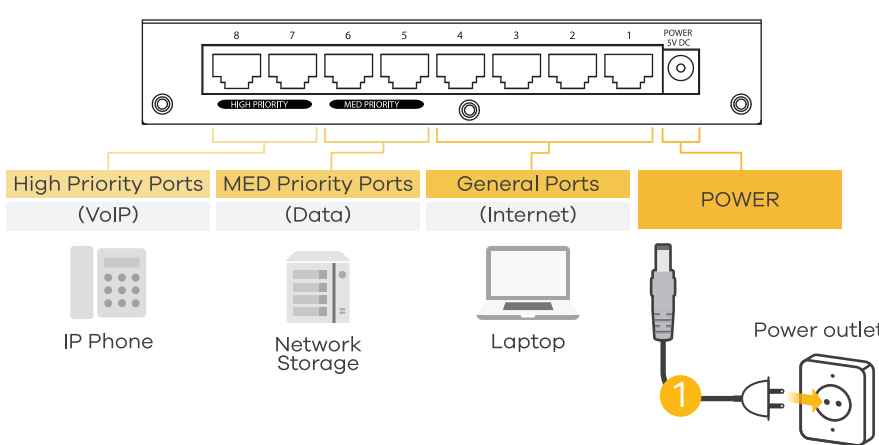 8 7 6 5 4 3 2 1 POWER
5V DC
HIGH PRIORITY MED PRIORITY
High Priority Ports MED Priority Ports General Ports POWER
(VoIP) (Data) (Internet)
IP Phone Network Laptop Power outlet
Storage
1